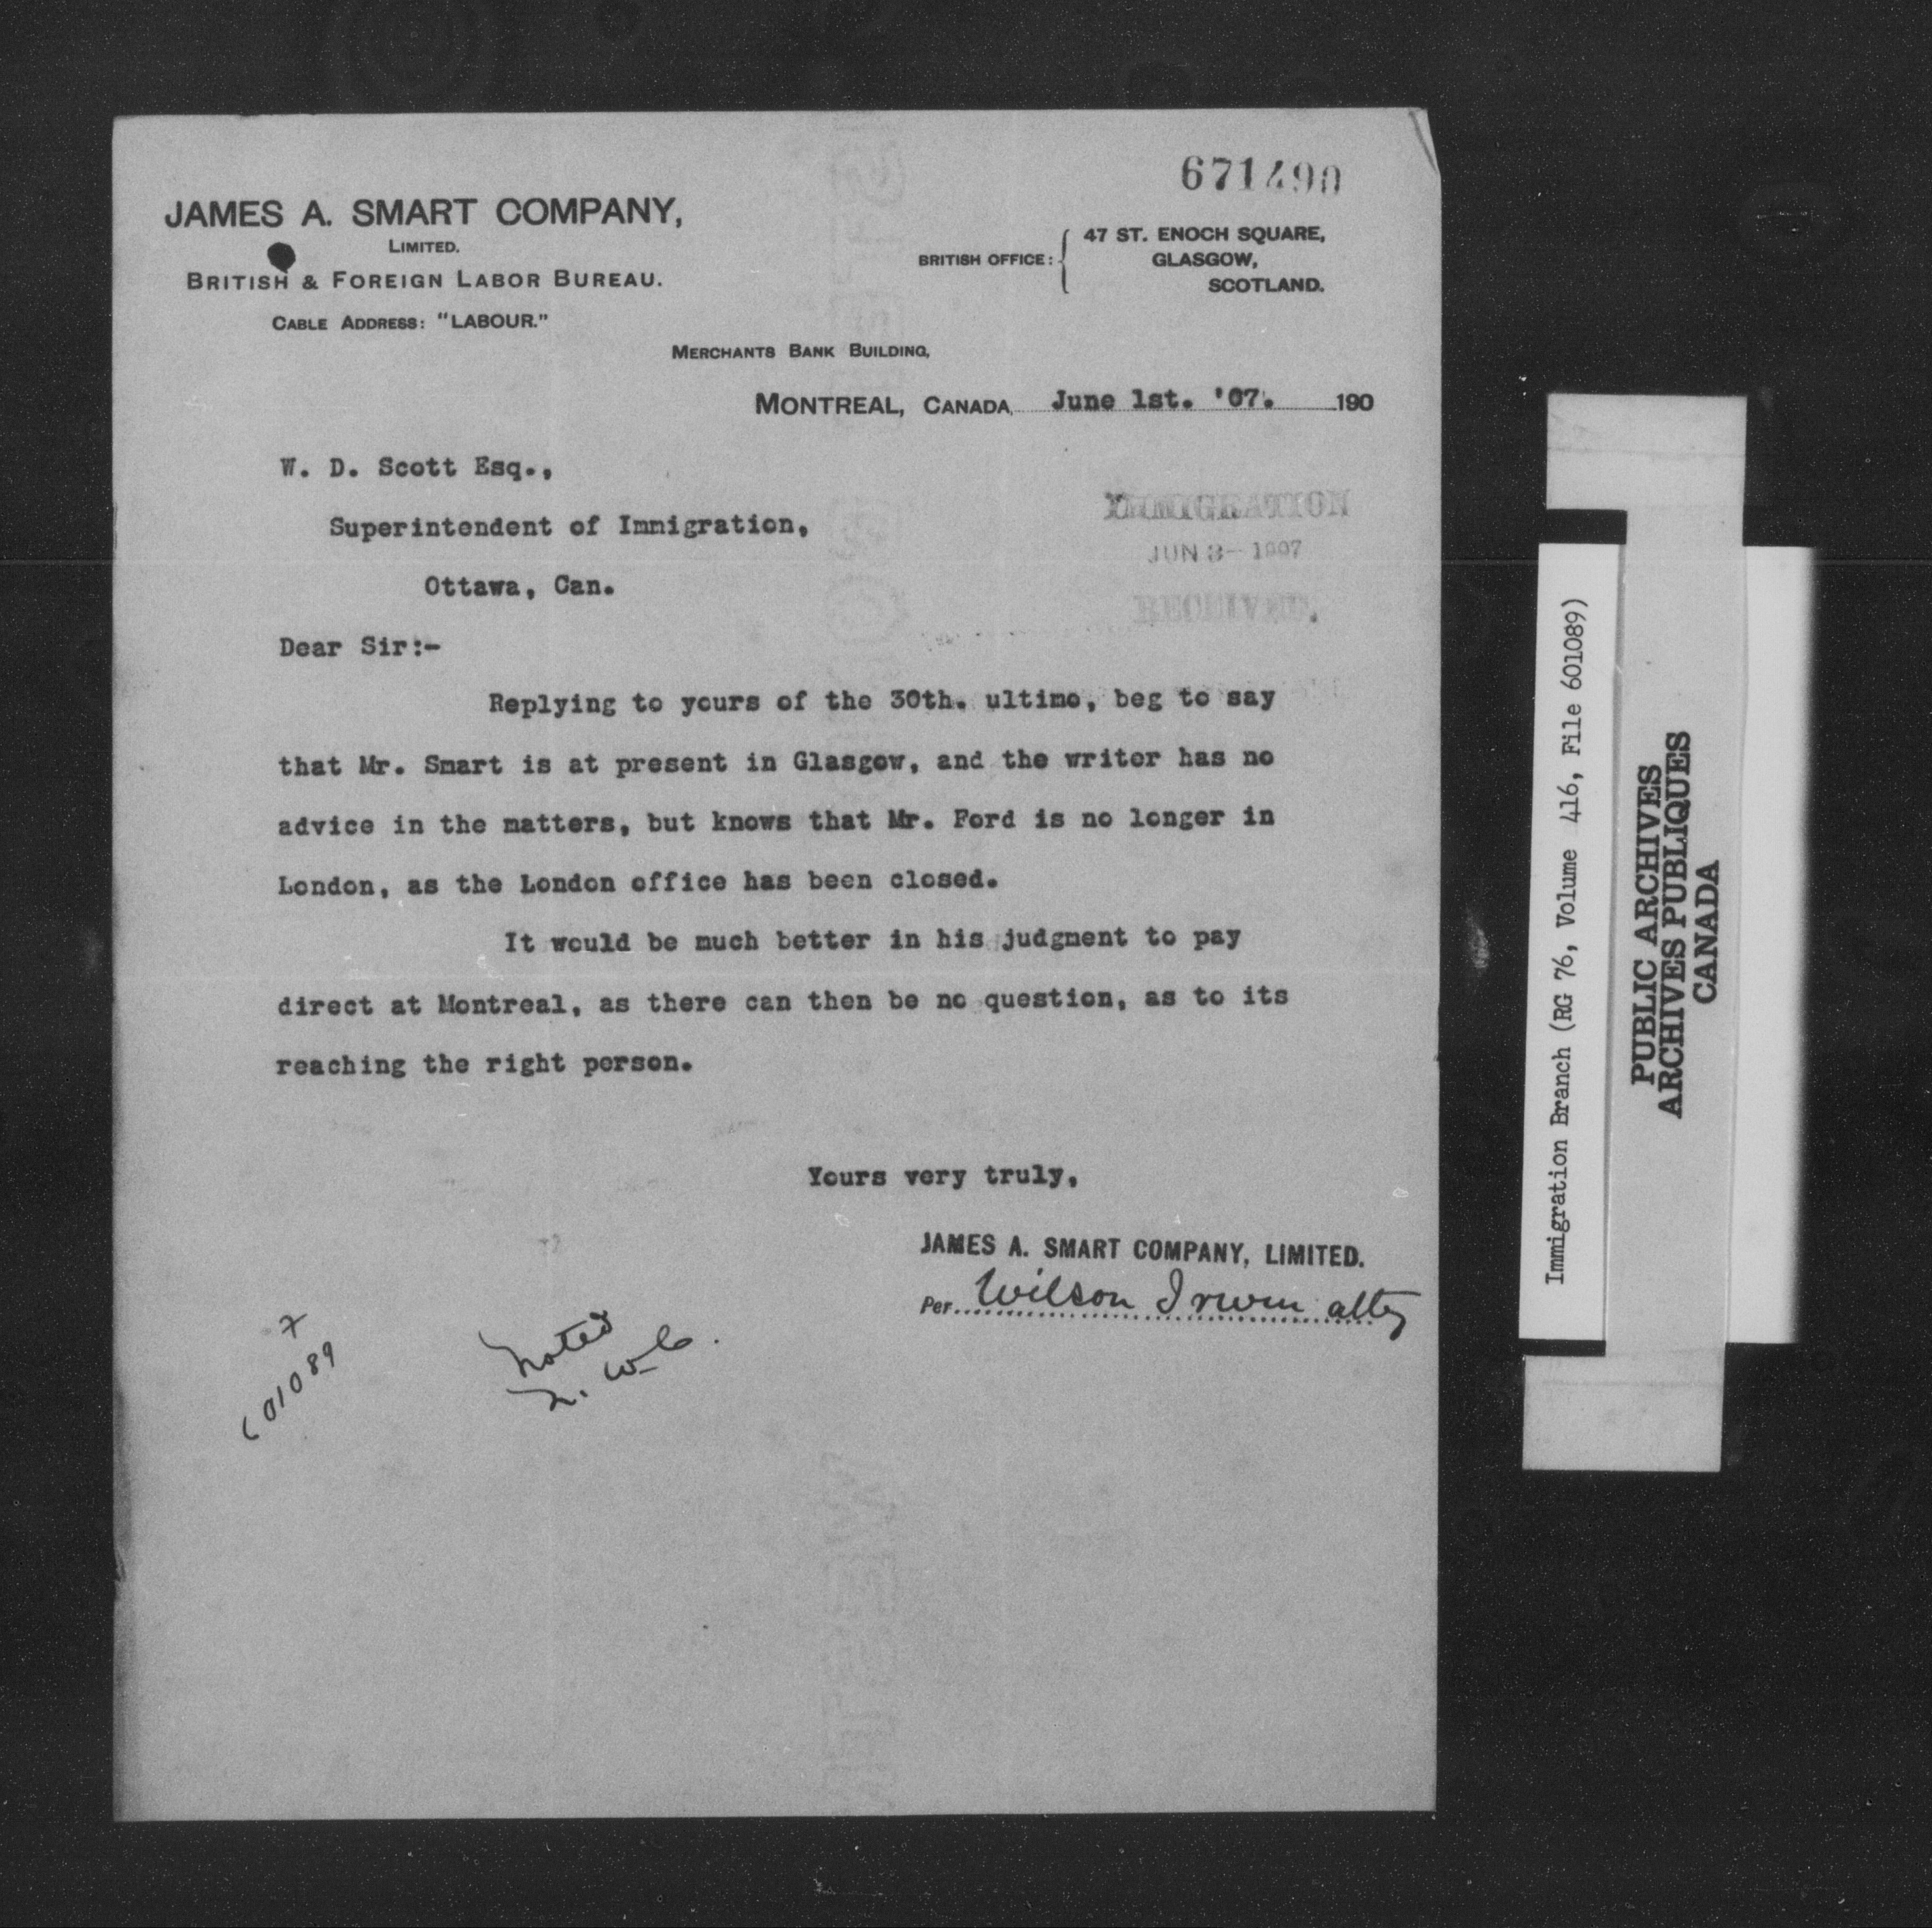 671490
JAMES A. SMART COMPANY,
LIMITED.
BRITISH & FOREIGN LABOR BUREAU.
CABLE ADDRESS: "LABOUR."
BRITISH OFFICE:
47 ST. ENOCH SQUARE,
GLASGOW,
SCOTLAND.
MERCHANTS BANK BUILDING,
MONTREAL, CANADA, June 1st. '07. 190
W. D. Scott Esq.,
Superintendent of Immigration,
Ottawa, Can.
IMMIGRATION
JUN 3 - 1907
RECEIVED.
Dear Sir:-
Replying to yours of the 30th. ultimo, beg to say
that Mr. Smart is at present in Glasgow, and the writer has no
advice in the matters, but knows that Mr. Ford is no longer in
London, as the London office has been closed.
It would be much better in his judgment to pay
direct at Montreal, as there can then be no question, as to its
reaching the right person.
Yours very truly,
JAMES A. SMART COMPANY, LIMITED.
Per Wilson Irwin atty
601089
Noted
Immigration Branch (RG 76, Volume 416, File 601089)
PUBLIC ARCHIVES
ARCHIVES PUBLIQUES
CANADA